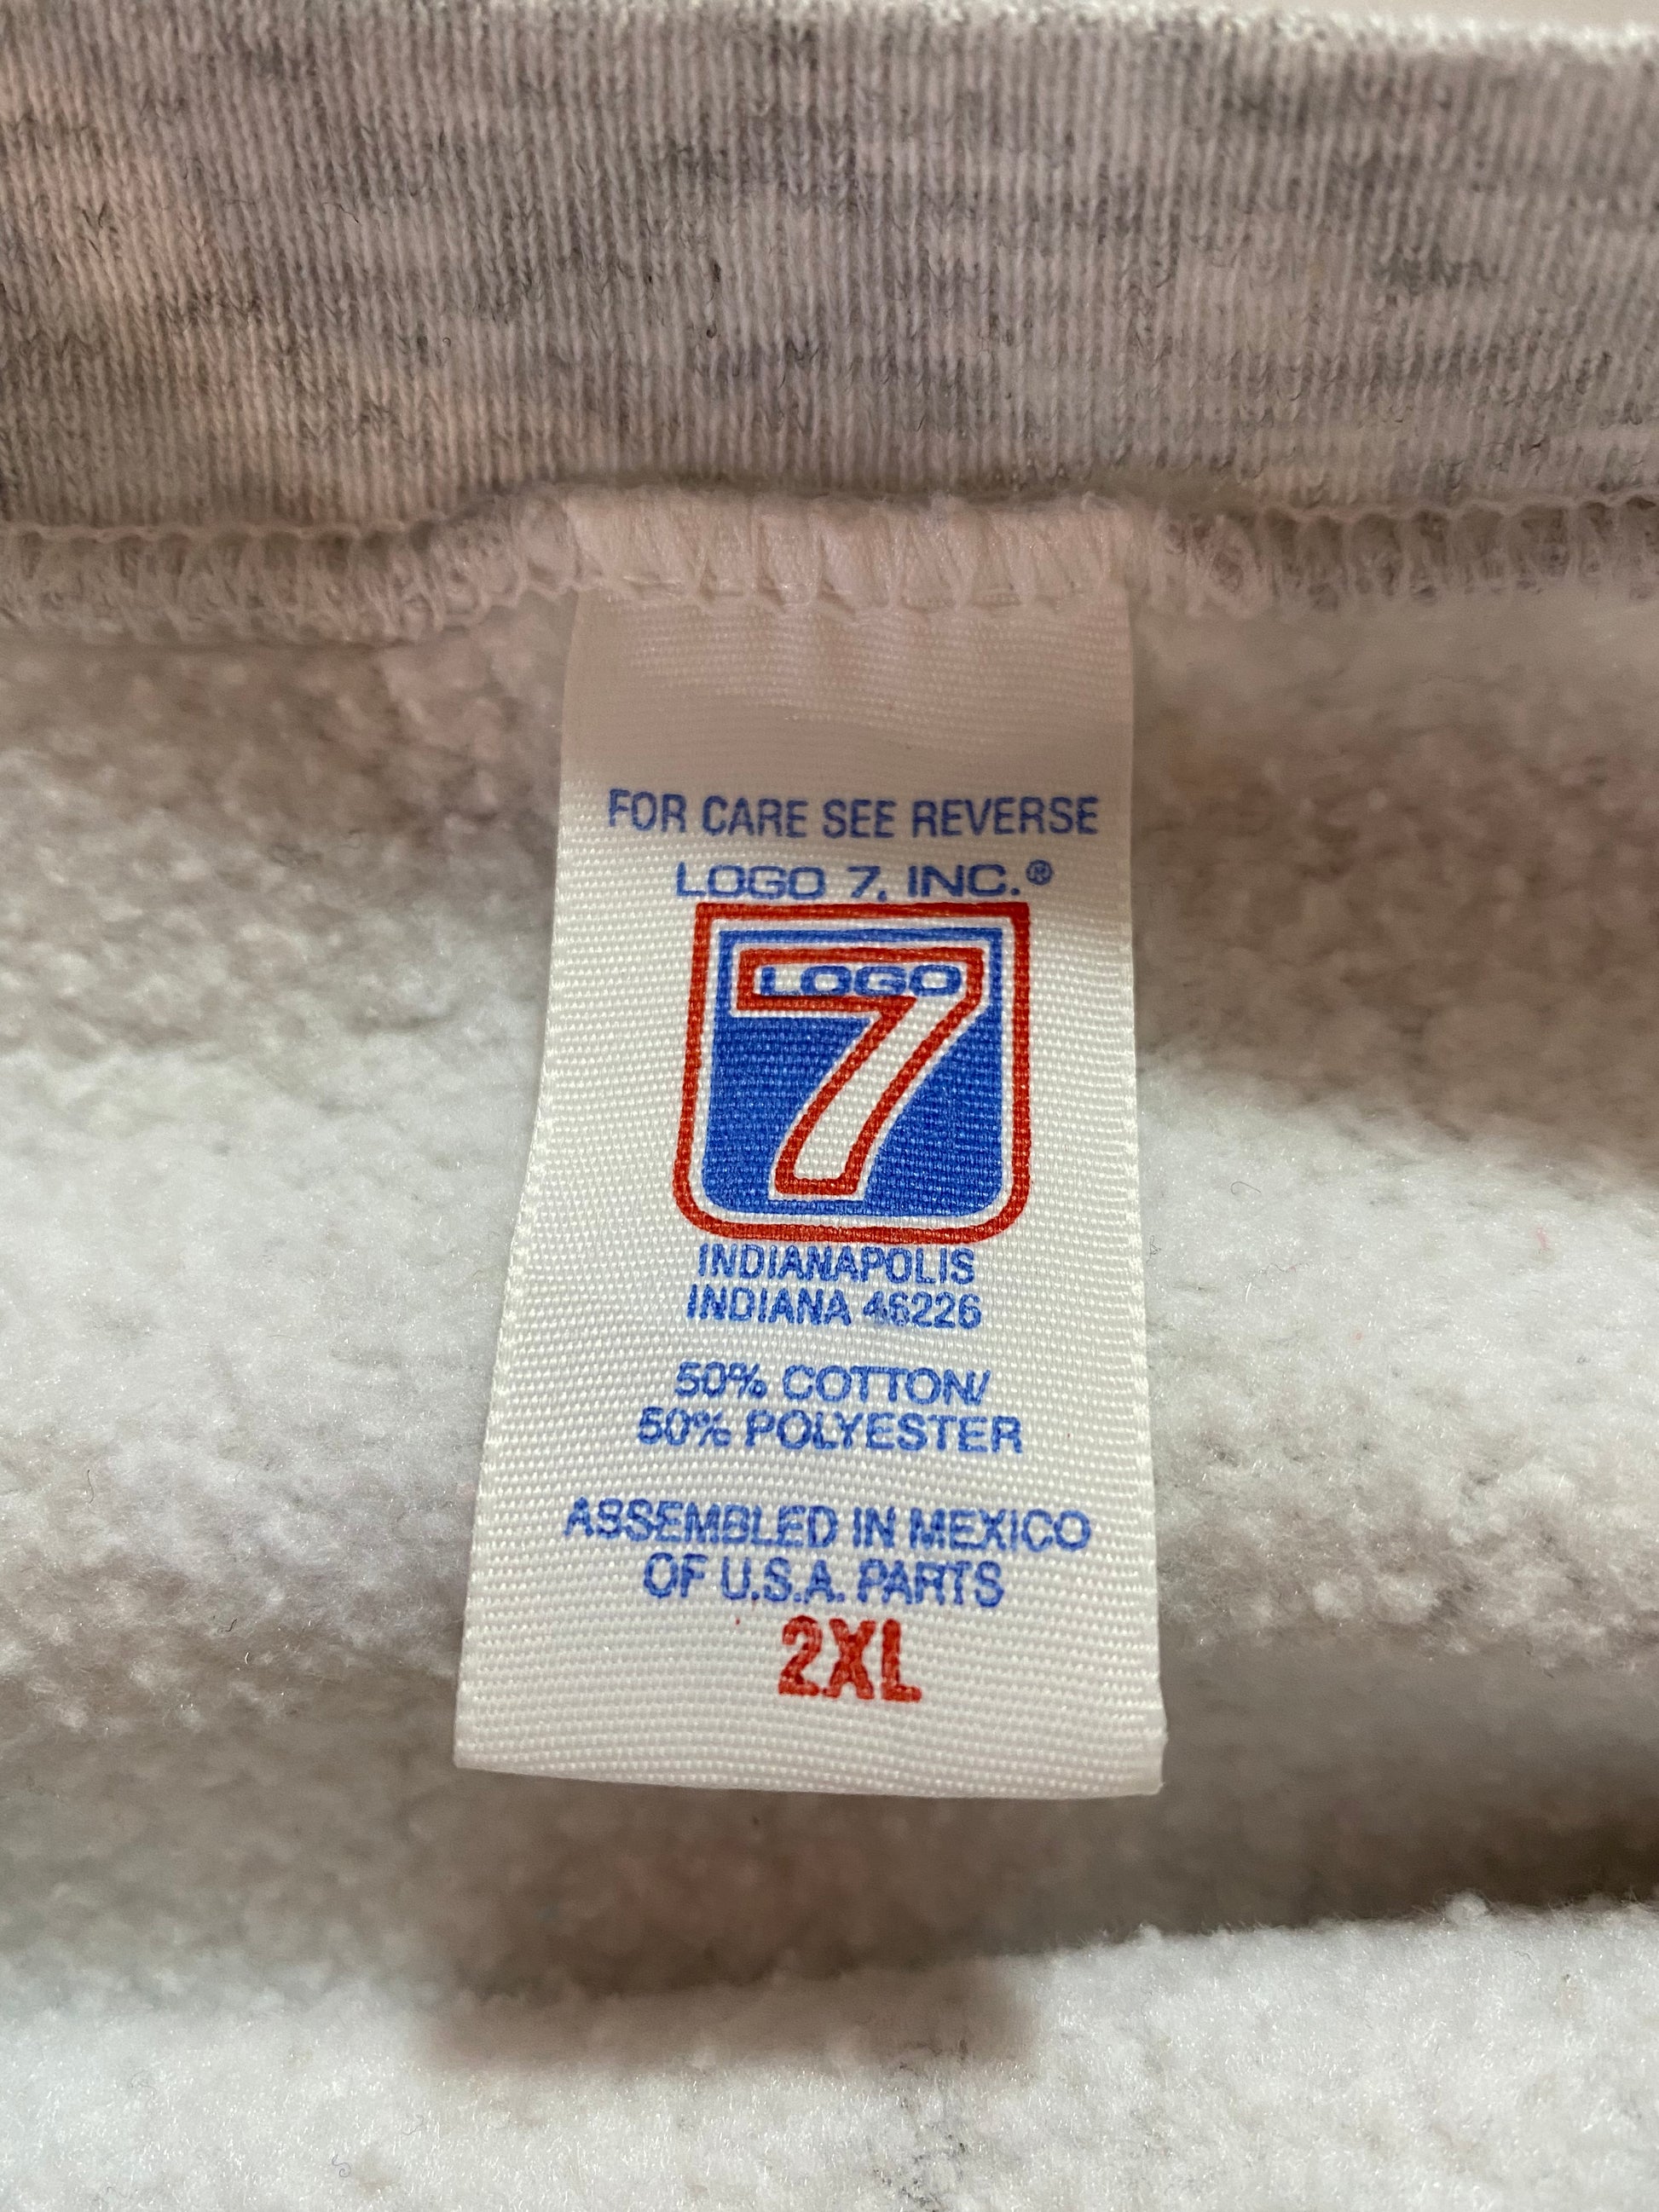 FOR CARE SEE REVERSE
LOGO 7, INC.®
LOGO
7
INDIANAPOLIS
INDIANA 46226
50% COTTON/
50% POLYESTER
ASSEMBLED IN MEXICO
OF U.S.A. PARTS
2XL